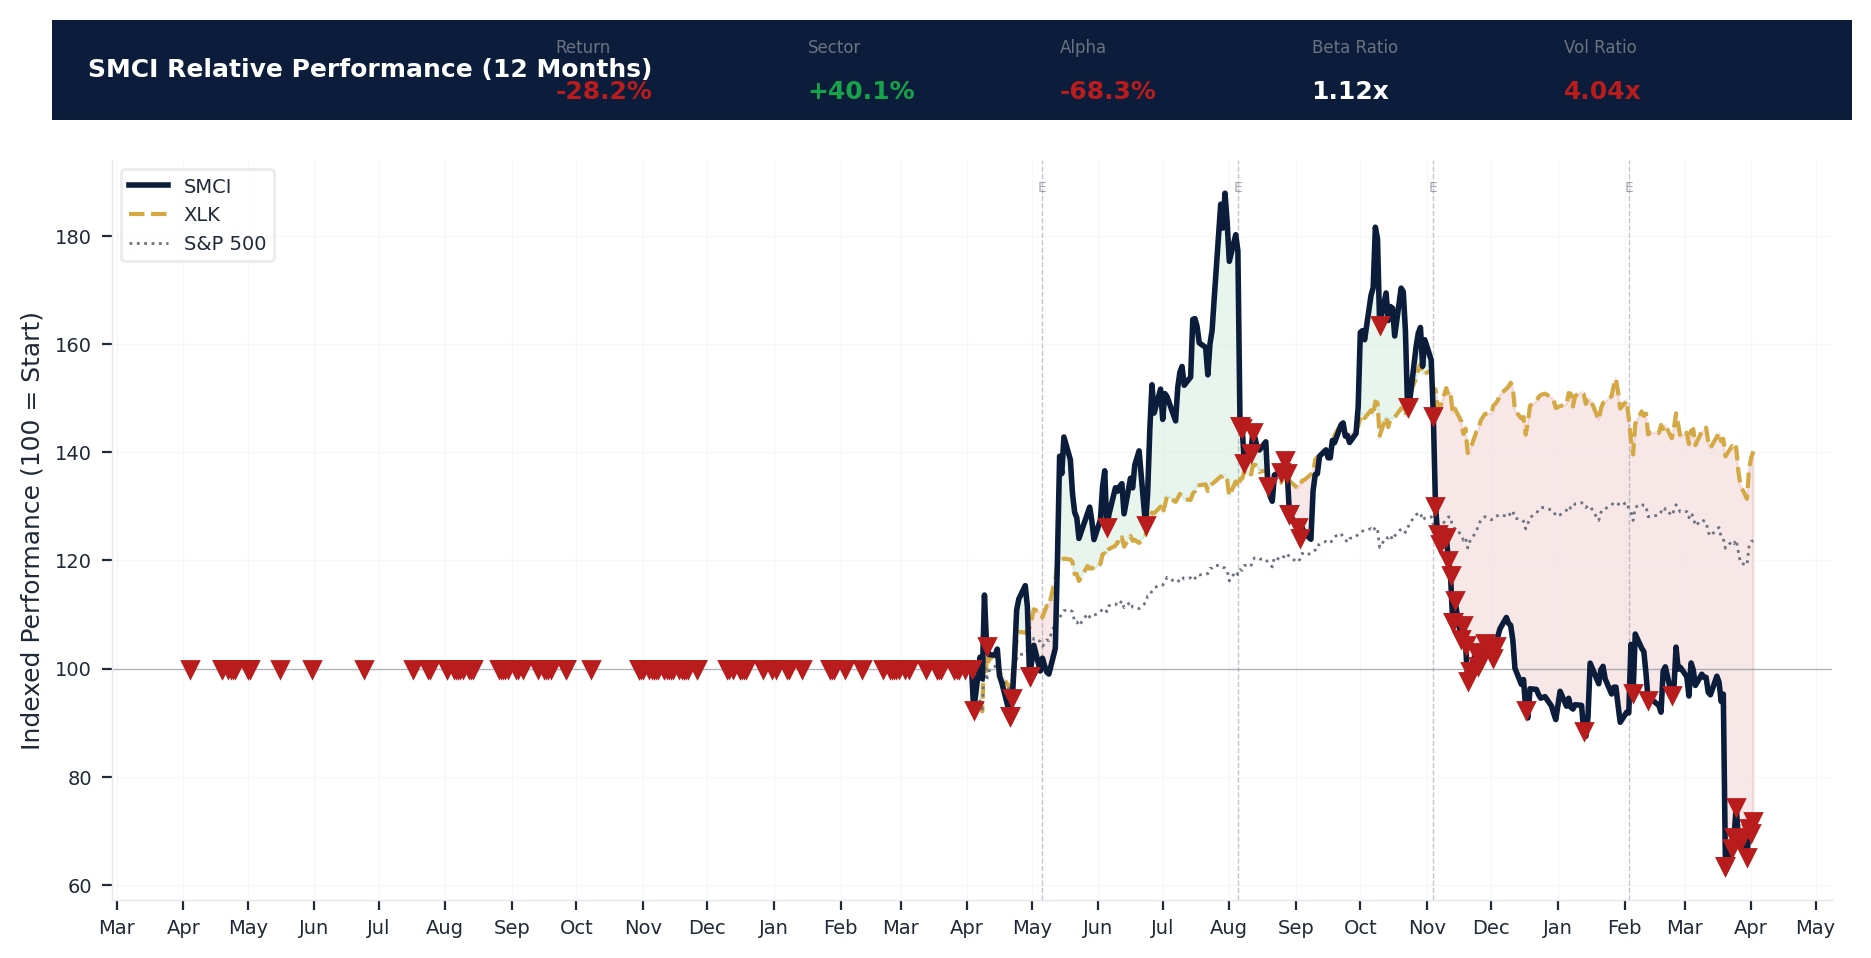 SMCI Relative Performance (12 Months)
Return
-28.2%
Sector
+40.1%
Alpha
-68.3%
Beta Ratio
1.12x
Vol Ratio
4.04x
SMCI
XLK
S&P 500
E E E E
Indexed Performance (100 = Start)
180
160
140
120
100
80
60
Mar Apr May Jun Jul Aug Sep Oct Nov Dec Jan Feb Mar Apr May Jun Jul Aug Sep Oct Nov Dec Jan Feb Mar Apr May